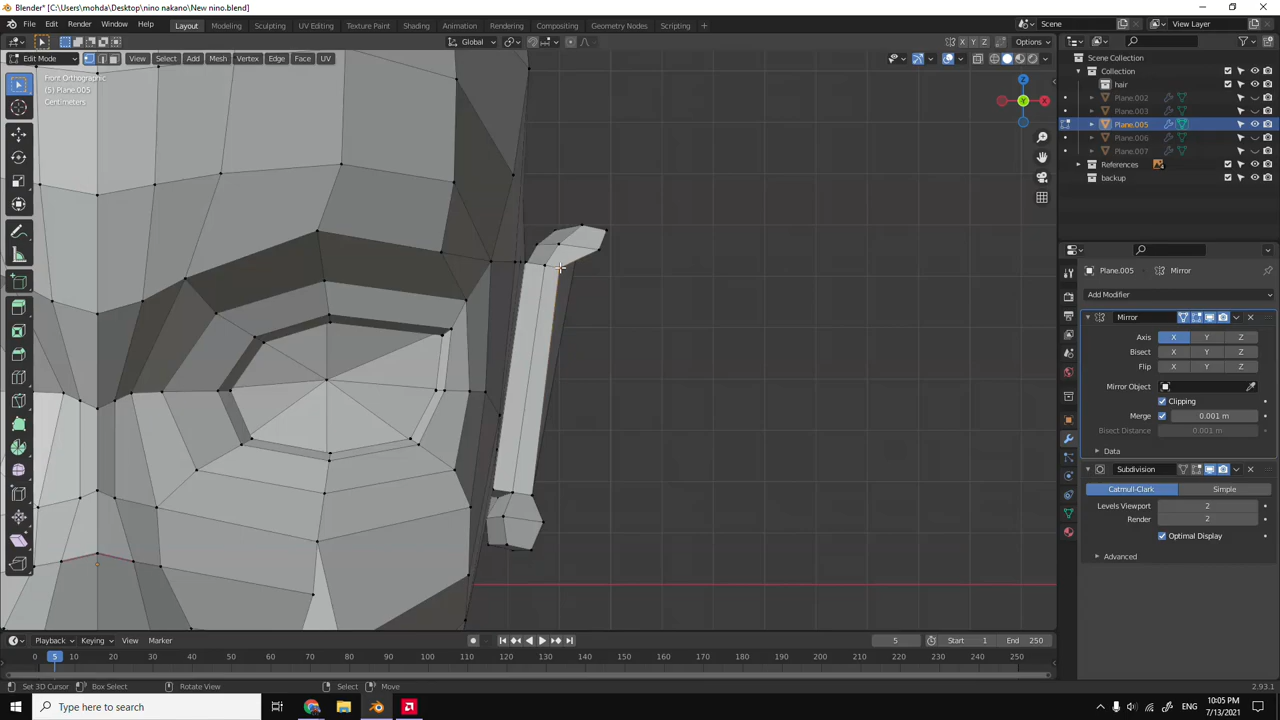 Blender* [C:\Users\mohda\Desktop\nino nakano\New nino.blend]
File Edit Render Window Help Layout Modeling Sculpting UV Editing Texture Paint Shading Animation Rendering Compositing Geometry Nodes Scripting + Scene View Layer
Global X Y Z Options
Edit Mode View Select Add Mesh Vertex Edge Face UV
Front Orthographic
(5) Plane.005
Centimeters
Z
Y
X
Scene Collection
Collection
hair
Plane.002
Plane.003
Plane.005
Plane.006
Plane.007
References
backup
Plane.005 Mirror
Add Modifier
Mirror
Axis X Y Z
Bisect X Y Z
Flip X Y Z
Mirror Object
Clipping
Merge 0.001 m
Bisect Distance 0.001 m
Data
Subdivision
Catmull-Clark Simple
Levels Viewport 2
Render 2
Optimal Display
Advanced
Playback Keying View Marker 5 Start 1 End 250
0 5 10 20 30 40 50 60 70 80 90 100 110 120 130 140 150 160 170 180 190 200 210 220 230 240 250
Set 3D Cursor Box Select Rotate View Select Move 2.93.1
Type here to search
ENG
10:05 PM
7/13/2021